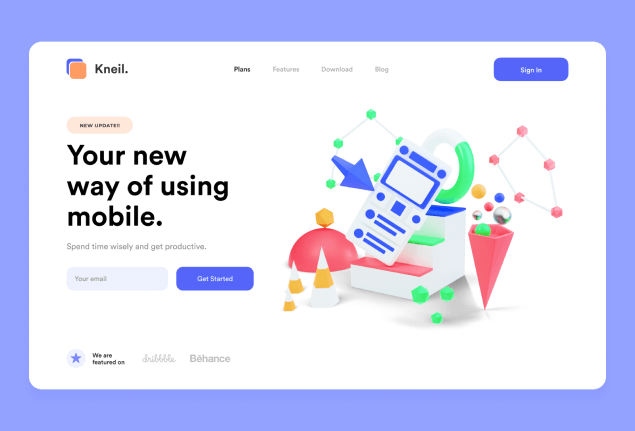 Kneil.
Plans
Features
Download
Blog
Sign In
NEW UPDATE!!
Your new
way of using
mobile.
Spend time wisely and get productive.
Your email
Get Started
We are
featured on
dribbble
Bēhance